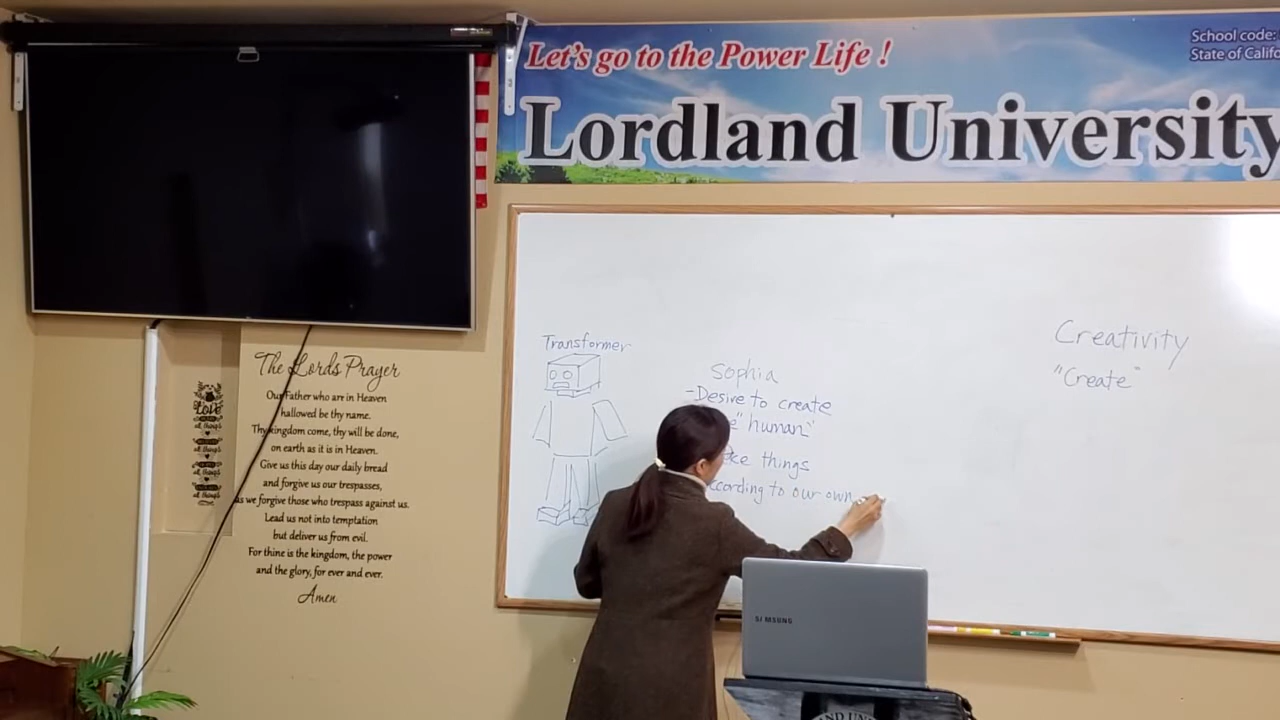 Let's go to the Power Life !
School code:
State of Califo
Lordland University
The Lords Prayer
Our Father who are in Heaven
hallowed be thy name.
Thy kingdom come, thy will be done,
on earth as it is in Heaven.
Give us this day our daily bread
and forgive us our trespasses,
as we forgive those who trespass against us.
Lead us not into temptation
but deliver us from evil.
For thine is the kingdom, the power
and the glory, for ever and ever.
Amen
LOVE
Transformer
Sophia
-Desire to create
"human"
things
ccording to our own
Creativity
"Create"
SAMSUNG